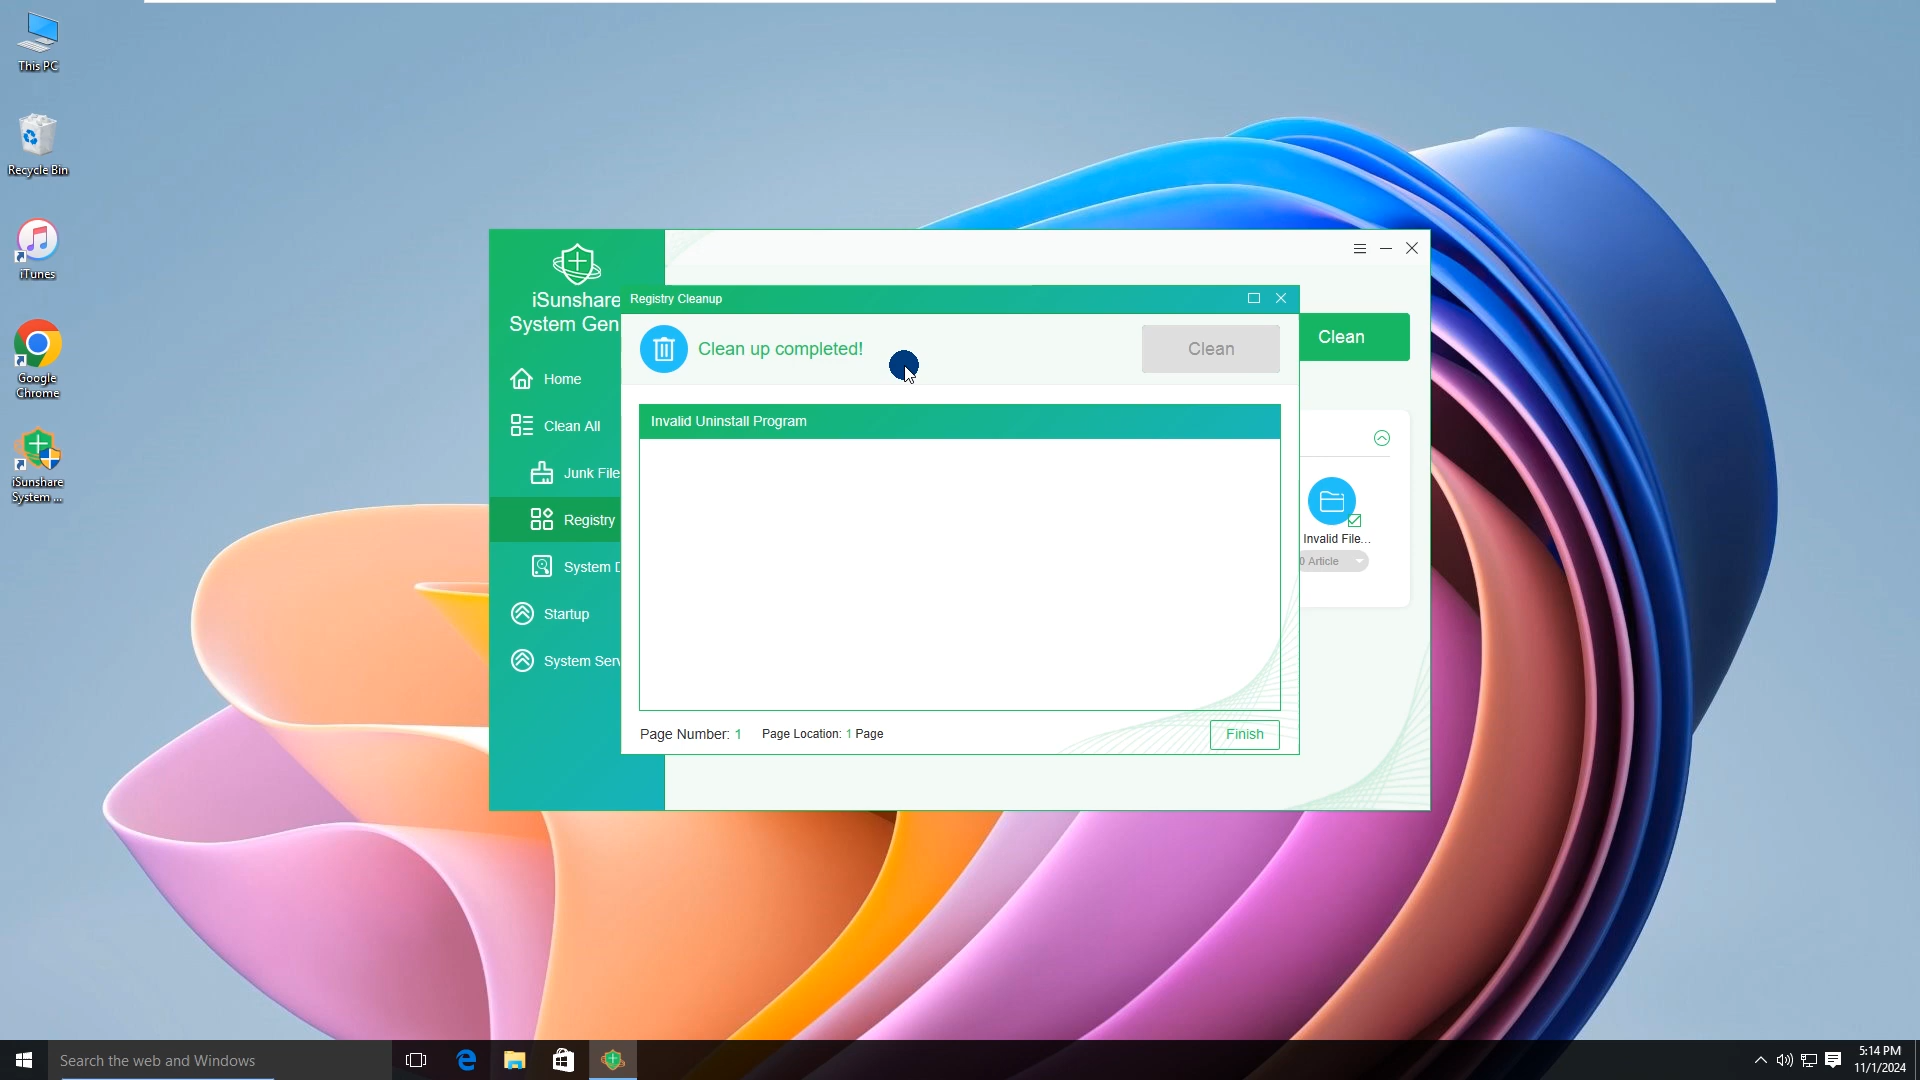 This PC
Recycle Bin
iTunes
Google
Chrome
iSunshare
System ...
iSunshare
System Gen
Home
Clean All
Junk File
Registry
System D
Startup
System Serv
Registry Cleanup
Clean up completed!
Clean
Clean
Invalid Uninstall Program
Invalid File...
0 Article
Page Number: 1
Page Location: 1 Page
Finish
Search the web and Windows
5:14 PM
11/1/2024